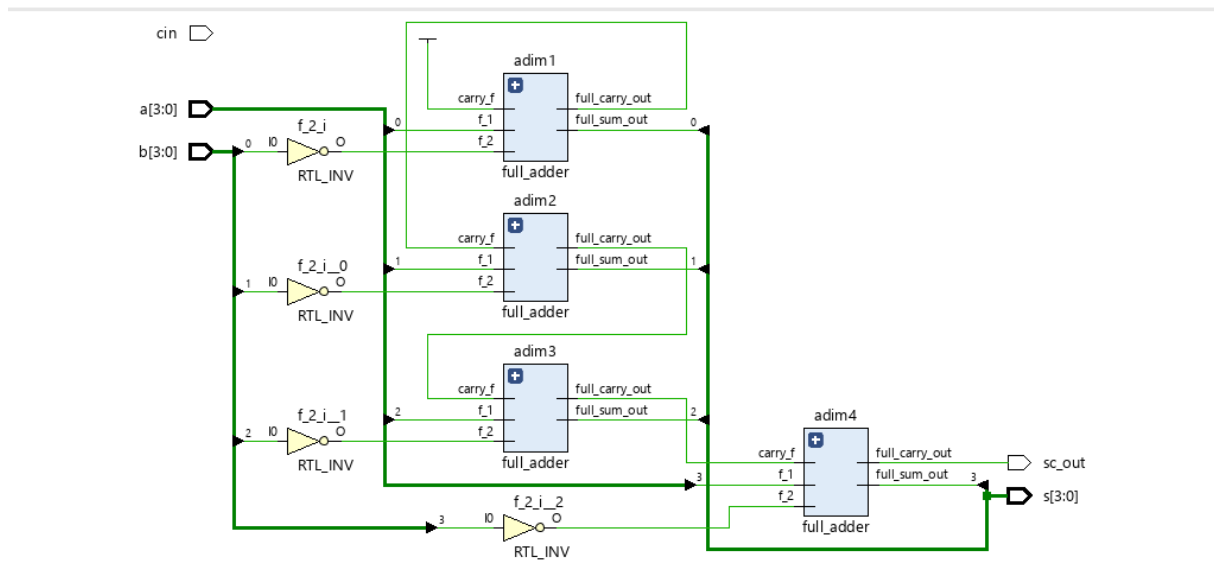 cin
a[3:0]
b[3:0]
0
I0
f_2_i
O
RTL_INV
adim1
carry_f
0
f_1
f_2
full_carry_out
full_sum_out
0
full_adder
1
I0
f_2_i__0
O
RTL_INV
adim2
carry_f
1
f_1
f_2
full_carry_out
full_sum_out
1
full_adder
2
I0
f_2_i__1
O
RTL_INV
adim3
carry_f
2
f_1
f_2
full_carry_out
full_sum_out
2
full_adder
3
I0
f_2_i__2
O
RTL_INV
adim4
carry_f
3
f_1
f_2
full_carry_out
full_sum_out
3
full_adder
sc_out
s[3:0]